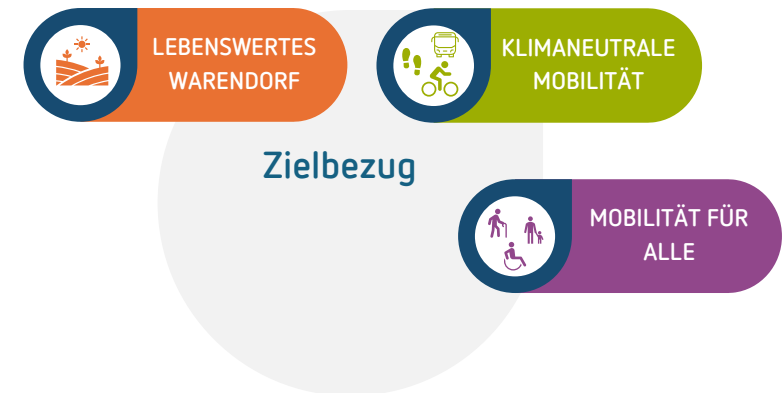 LEBENSWERTES
WARENDORF
KLIMANEUTRALE
MOBILITÄT
Zielbezug
MOBILITÄT FÜR
ALLE